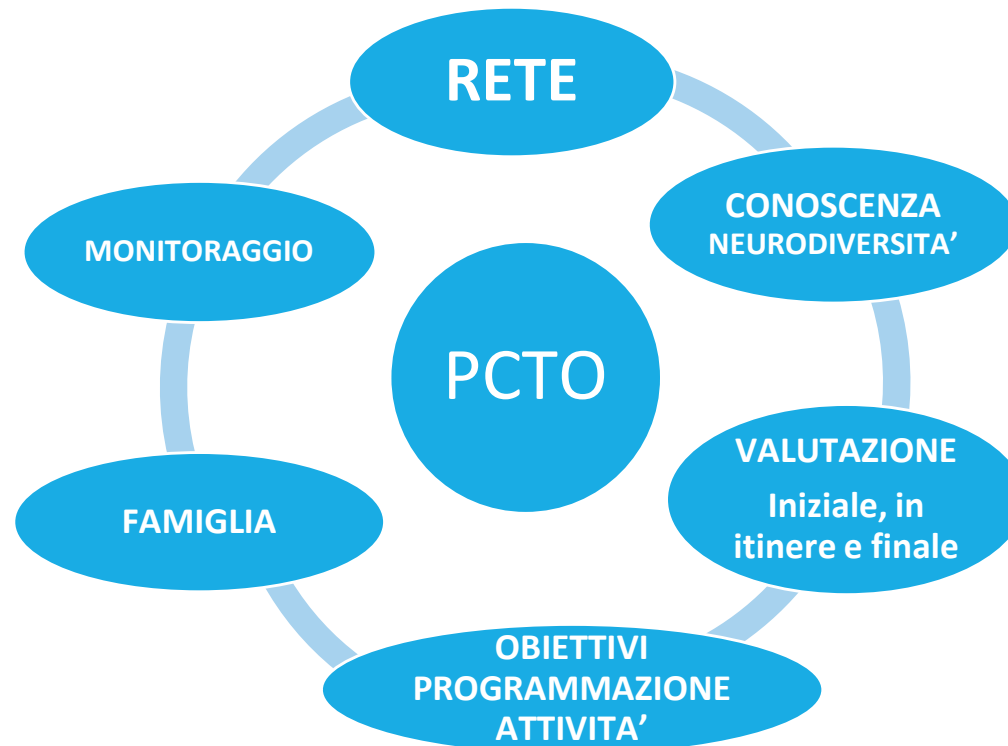 RETE
CONOSCENZA
NEURODIVERSITA’
VALUTAZIONE
Iniziale, in
itinere e finale
OBIETTIVI
PROGRAMMAZIONE
ATTIVITA’
FAMIGLIA
MONITORAGGIO
PCTO